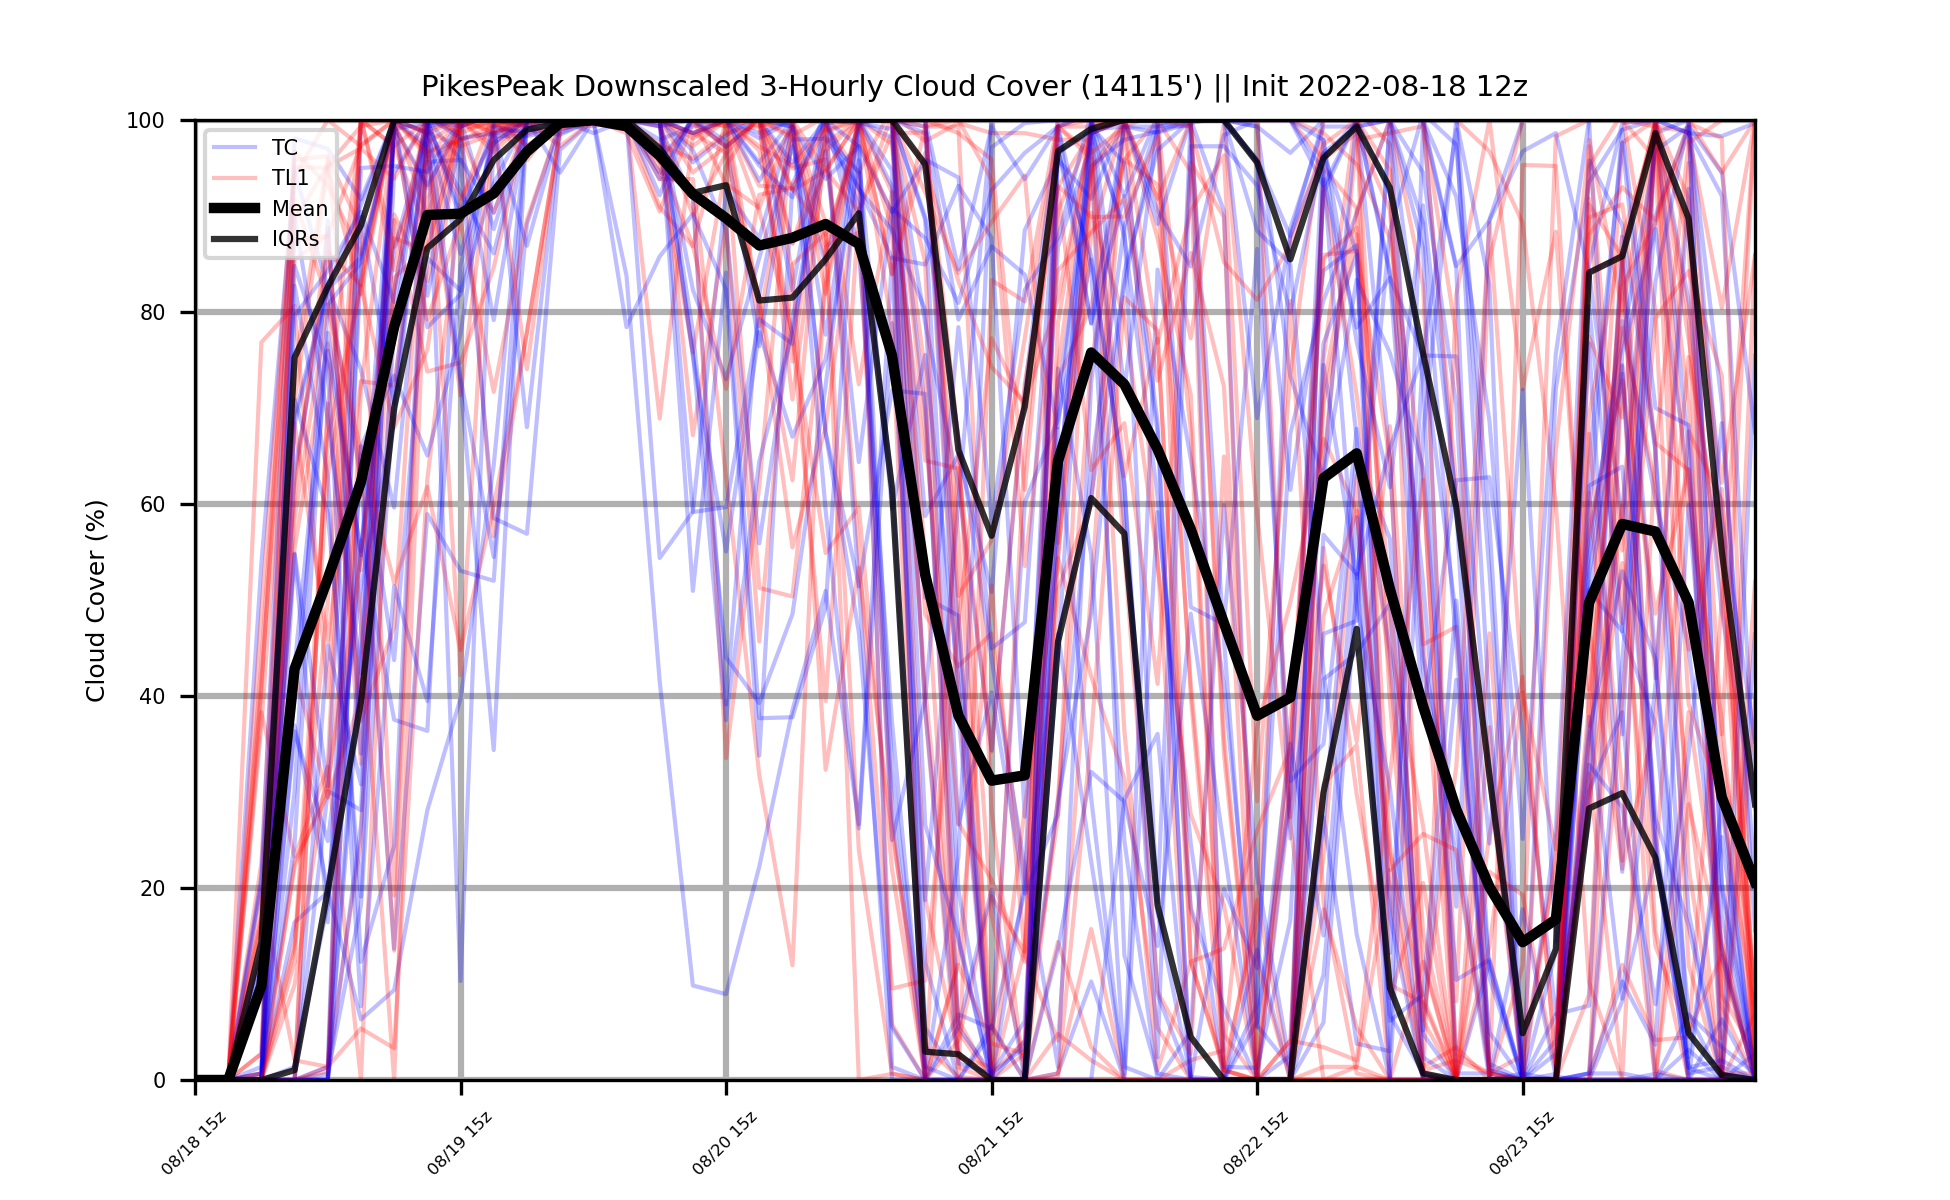 PikesPeak Downscaled 3-Hourly Cloud Cover (14115') || Init 2022-08-18 12z
Cloud Cover (%)
100
80
60
40
20
0
TC
TL1
Mean
IQRs
08/18 15z
08/19 15z
08/20 15z
08/21 15z
08/22 15z
08/23 15z